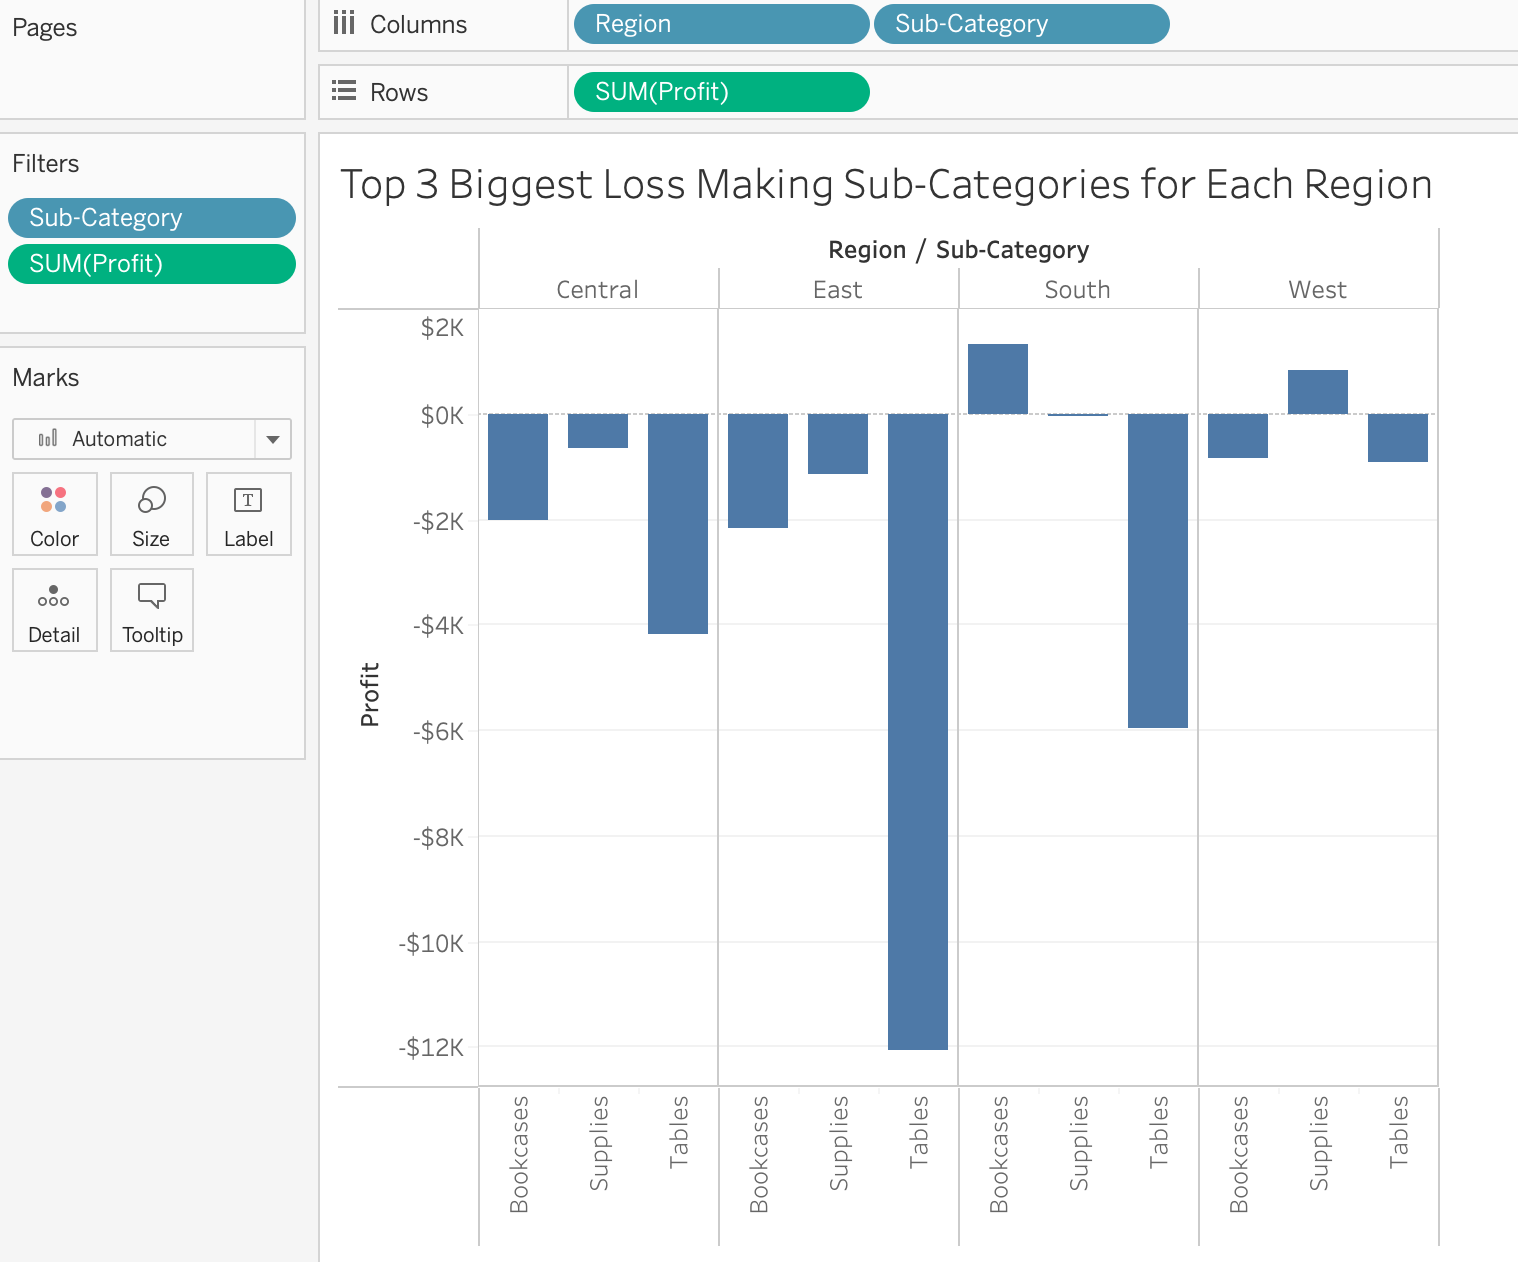 Pages
Columns
Region
Sub-Category
Rows
SUM(Profit)
Filters
Sub-Category
SUM(Profit)
Marks
Automatic
Color
Size
T
Label
Detail
Tooltip
Top 3 Biggest Loss Making Sub-Categories for Each Region
Region / Sub-Category
Central
East
South
West
Profit
$2K
$0K
-$2K
-$4K
-$6K
-$8K
-$10K
-$12K
Bookcases
Supplies
Tables
Bookcases
Supplies
Tables
Bookcases
Supplies
Tables
Bookcases
Supplies
Tables